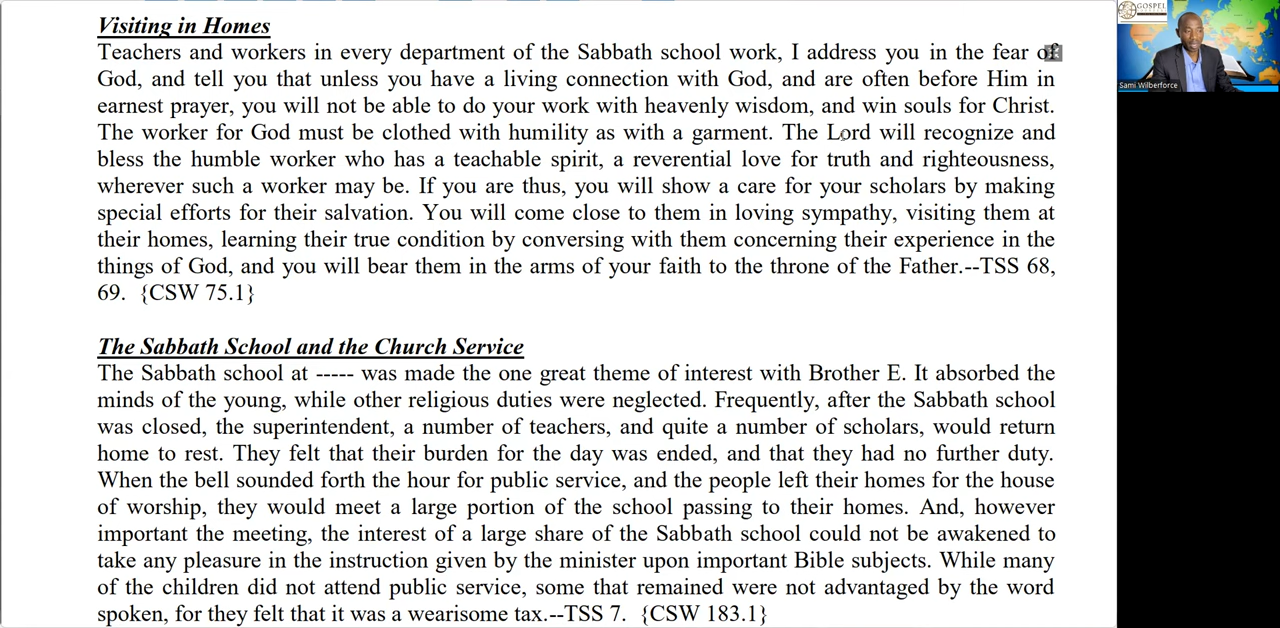 Visiting in Homes
Teachers and workers in every department of the Sabbath school work, I address you in the fear of
God, and tell you that unless you have a living connection with God, and are often before Him in
earnest prayer, you will not be able to do your work with heavenly wisdom, and win souls for Christ.
The worker for God must be clothed with humility as with a garment. The Lord will recognize and
bless the humble worker who has a teachable spirit, a reverential love for truth and righteousness,
wherever such a worker may be. If you are thus, you will show a care for your scholars by making
special efforts for their salvation. You will come close to them in loving sympathy, visiting them at
their homes, learning their true condition by conversing with them concerning their experience in the
things of God, and you will bear them in the arms of your faith to the throne of the Father.--TSS 68,
69. {CSW 75.1}
The Sabbath School and the Church Service
The Sabbath school at ----- was made the one great theme of interest with Brother E. It absorbed the
minds of the young, while other religious duties were neglected. Frequently, after the Sabbath school
was closed, the superintendent, a number of teachers, and quite a number of scholars, would return
home to rest. They felt that their burden for the day was ended, and that they had no further duty.
When the bell sounded forth the hour for public service, and the people left their homes for the house
of worship, they would meet a large portion of the school passing to their homes. And, however
important the meeting, the interest of a large share of the Sabbath school could not be awakened to
take any pleasure in the instruction given by the minister upon important Bible subjects. While many
of the children did not attend public service, some that remained were not advantaged by the word
spoken, for they felt that it was a wearisome tax.--TSS 7. {CSW 183.1}
GOSPEL
Sami Wilberforce